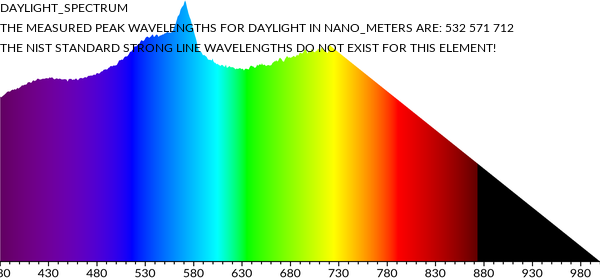 DAYLIGHT_SPECTRUM
THE MEASURED PEAK WAVELENGTHS FOR DAYLIGHT IN NANO_METERS ARE: 532 571 712
THE NIST STANDARD STRONG LINE WAVELENGTHS DO NOT EXIST FOR THIS ELEMENT!
80 430 480 530 580 630 680 730 780 830 880 930 980